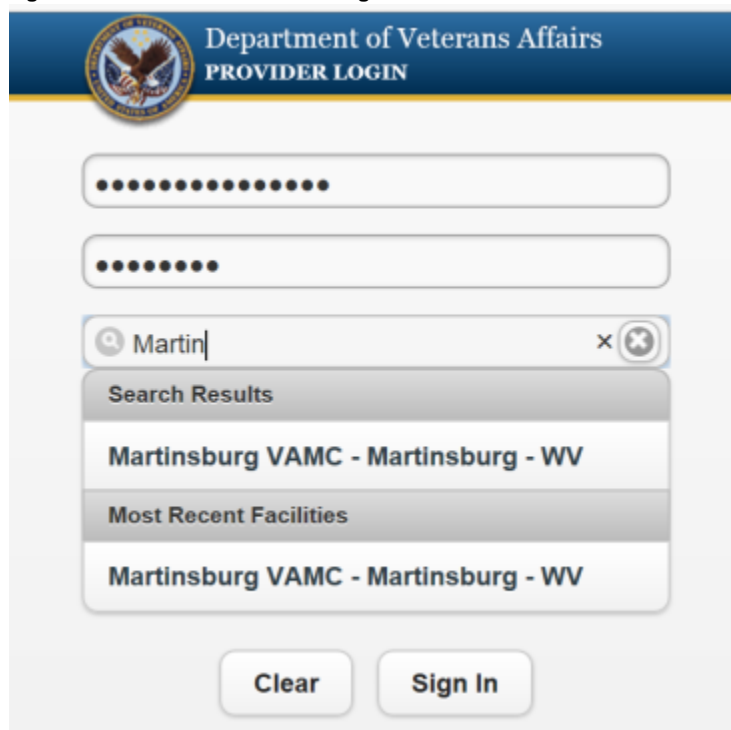 Department of Veterans Affairs
PROVIDER LOGIN
•••••••••••••••
••••••••
Martin
Search Results
Martinsburg VAMC - Martinsburg - WV
Most Recent Facilities
Martinsburg VAMC - Martinsburg - WV
Clear Sign In